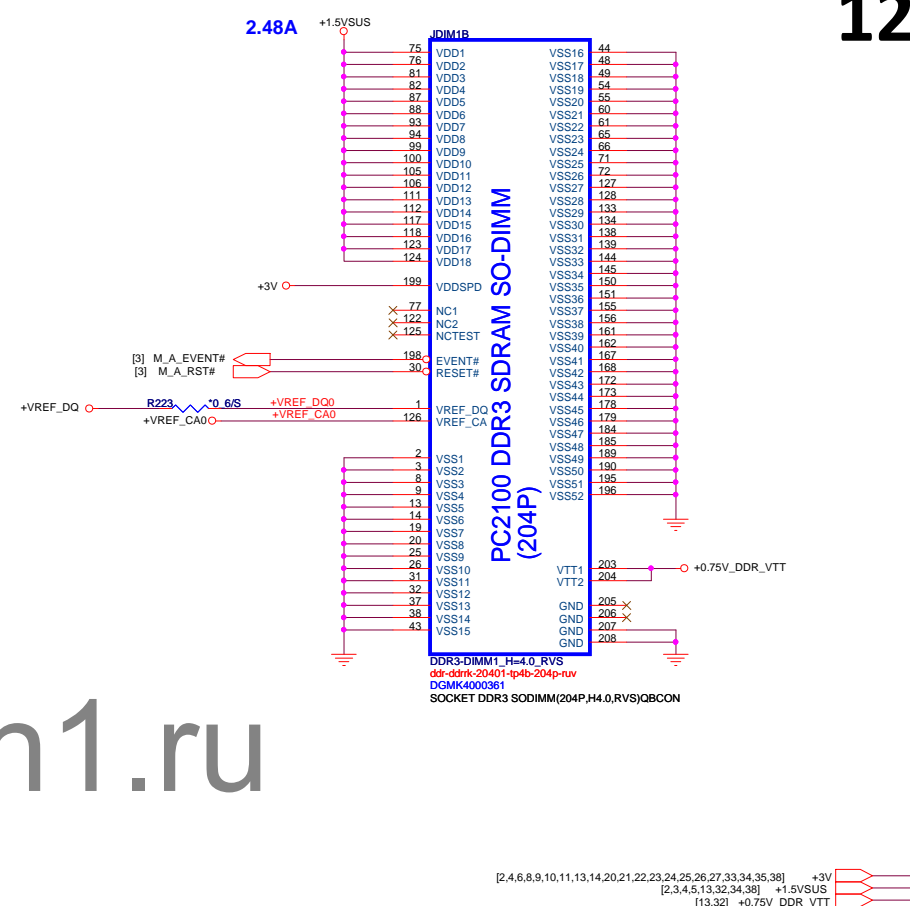 12
2.48A +1.5VSUS
JDIM1B
75 VDD1 VSS16 44
76 VDD2 VSS17 48
81 VDD3 VSS18 49
82 VDD4 VSS19 54
87 VDD5 VSS20 55
88 VDD6 VSS21 60
93 VDD7 VSS22 61
94 VDD8 VSS23 65
99 VDD9 VSS24 66
100 VDD10 VSS25 71
105 VDD11 VSS26 72
106 VDD12 VSS27 127
111 VDD13 VSS28 128
112 VDD14 VSS29 133
117 VDD15 VSS30 134
118 VDD16 VSS31 138
123 VDD17 VSS32 139
124 VDD18 VSS33 144
VSS34 145
+3V 199 VDDSPD VSS35 150
VSS36 151
77 NC1 VSS37 155
122 NC2 VSS38 156
125 NCTEST VSS39 161
VSS40 162
[3] M_A_EVENT# 198 EVENT# VSS41 167
[3] M_A_RST# 30 RESET# VSS42 168
VSS43 172
VSS44 173
+VREF_DQ R223 *0_6/S +VREF_DQ0 1 VREF_DQ VSS45 178
+VREF_CA0 +VREF_CA0 126 VREF_CA VSS46 179
VSS47 184
VSS48 185
2 VSS1 VSS49 189
3 VSS2 VSS50 190
8 VSS3 VSS51 195
9 VSS4 VSS52 196
13 VSS5
14 VSS6
19 VSS7
20 VSS8
25 VSS9
26 VSS10 VTT1 203 +0.75V_DDR_VTT
31 VSS11 VTT2 204
32 VSS12
37 VSS13 GND 205
38 VSS14 GND 206
43 VSS15 GND 207
GND 208
PC2100 DDR3 SDRAM SO-DIMM
(204P)
DDR3-DIMM1_H=4.0_RVS
ddr-ddrrk-20401-tp4b-204p-ruv
DGMK4000361
SOCKET DDR3 SODIMM(204P,H4.0,RVS)QBCON
n1.ru
[2,4,6,8,9,10,11,13,14,20,21,22,23,24,25,26,27,33,34,35,38] +3V
[2,3,4,5,13,32,34,38] +1.5VSUS
[13,32] +0.75V_DDR_VTT